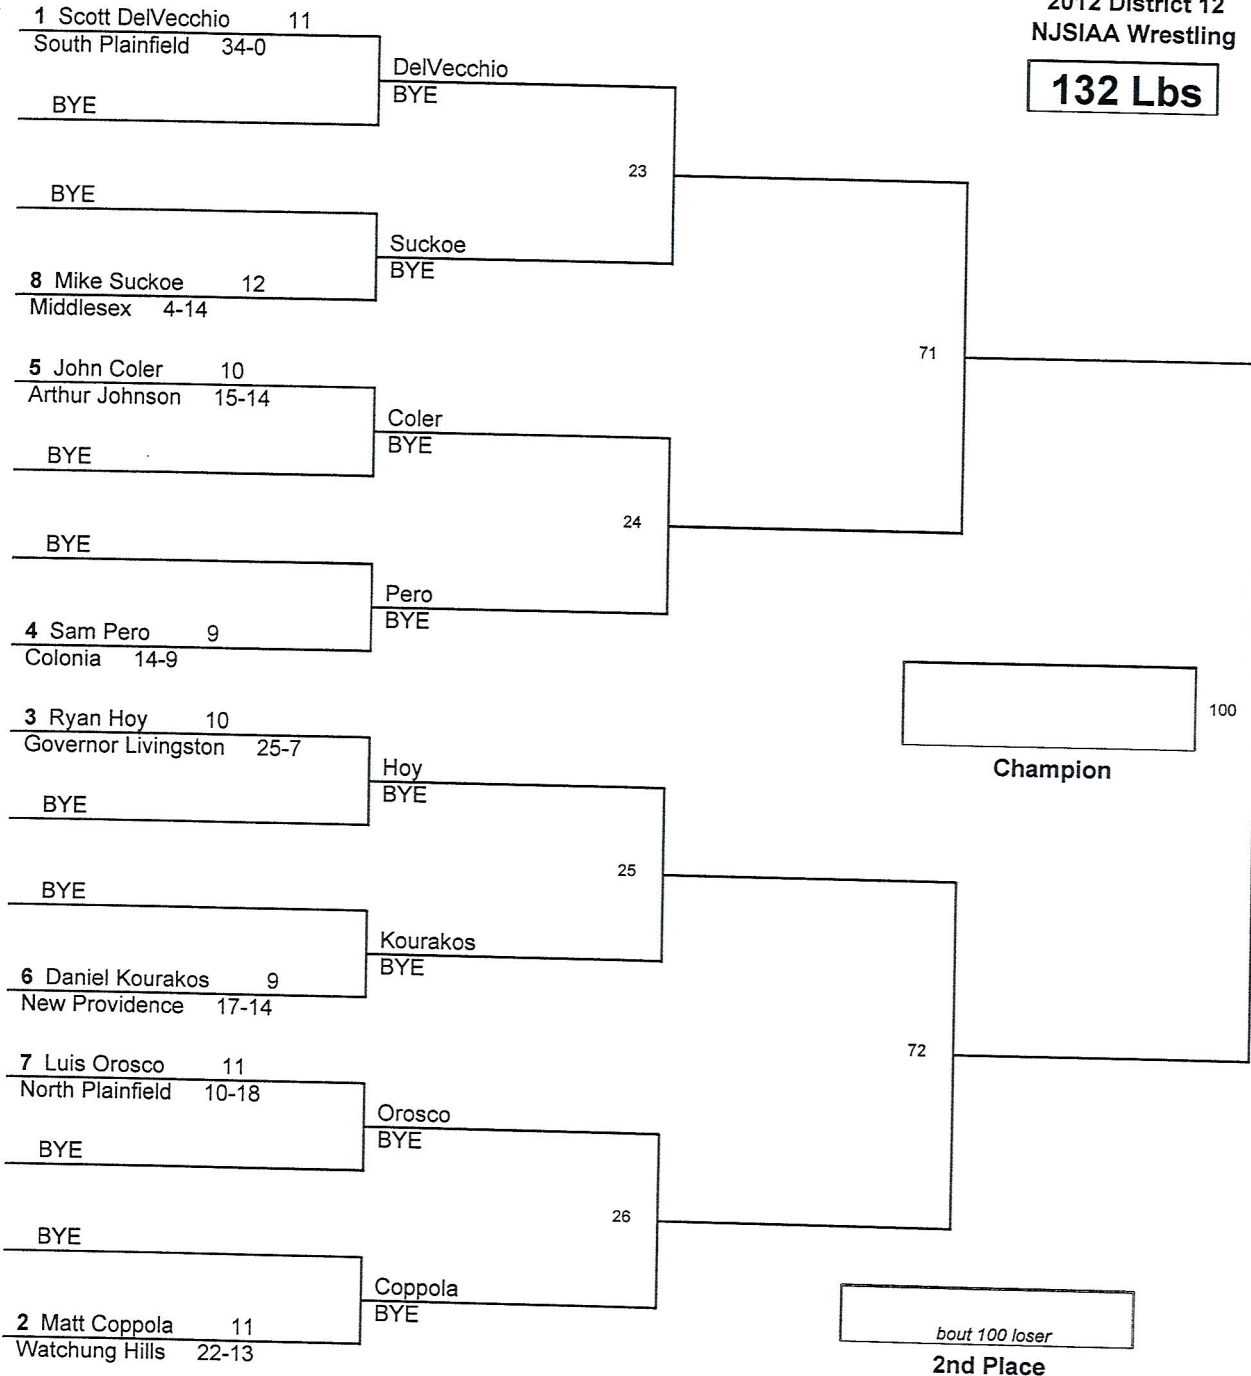 2012 District 12
NJSIAA Wrestling
132 Lbs
1 Scott DelVecchio 11
South Plainfield 34-0
DelVecchio
BYE
BYE
23
BYE
Suckoe
BYE
8 Mike Suckoe 12
Middlesex 4-14
71
5 John Coler 10
Arthur Johnson 15-14
Coler
BYE
BYE
24
BYE
Pero
BYE
4 Sam Pero 9
Colonia 14-9
100
Champion
3 Ryan Hoy 10
Governor Livingston 25-7
Hoy
BYE
BYE
25
BYE
Kourakos
BYE
6 Daniel Kourakos 9
New Providence 17-14
72
7 Luis Orosco 11
North Plainfield 10-18
Orosco
BYE
BYE
26
BYE
Coppola
BYE
2 Matt Coppola 11
Watchung Hills 22-13
bout 100 loser
2nd Place